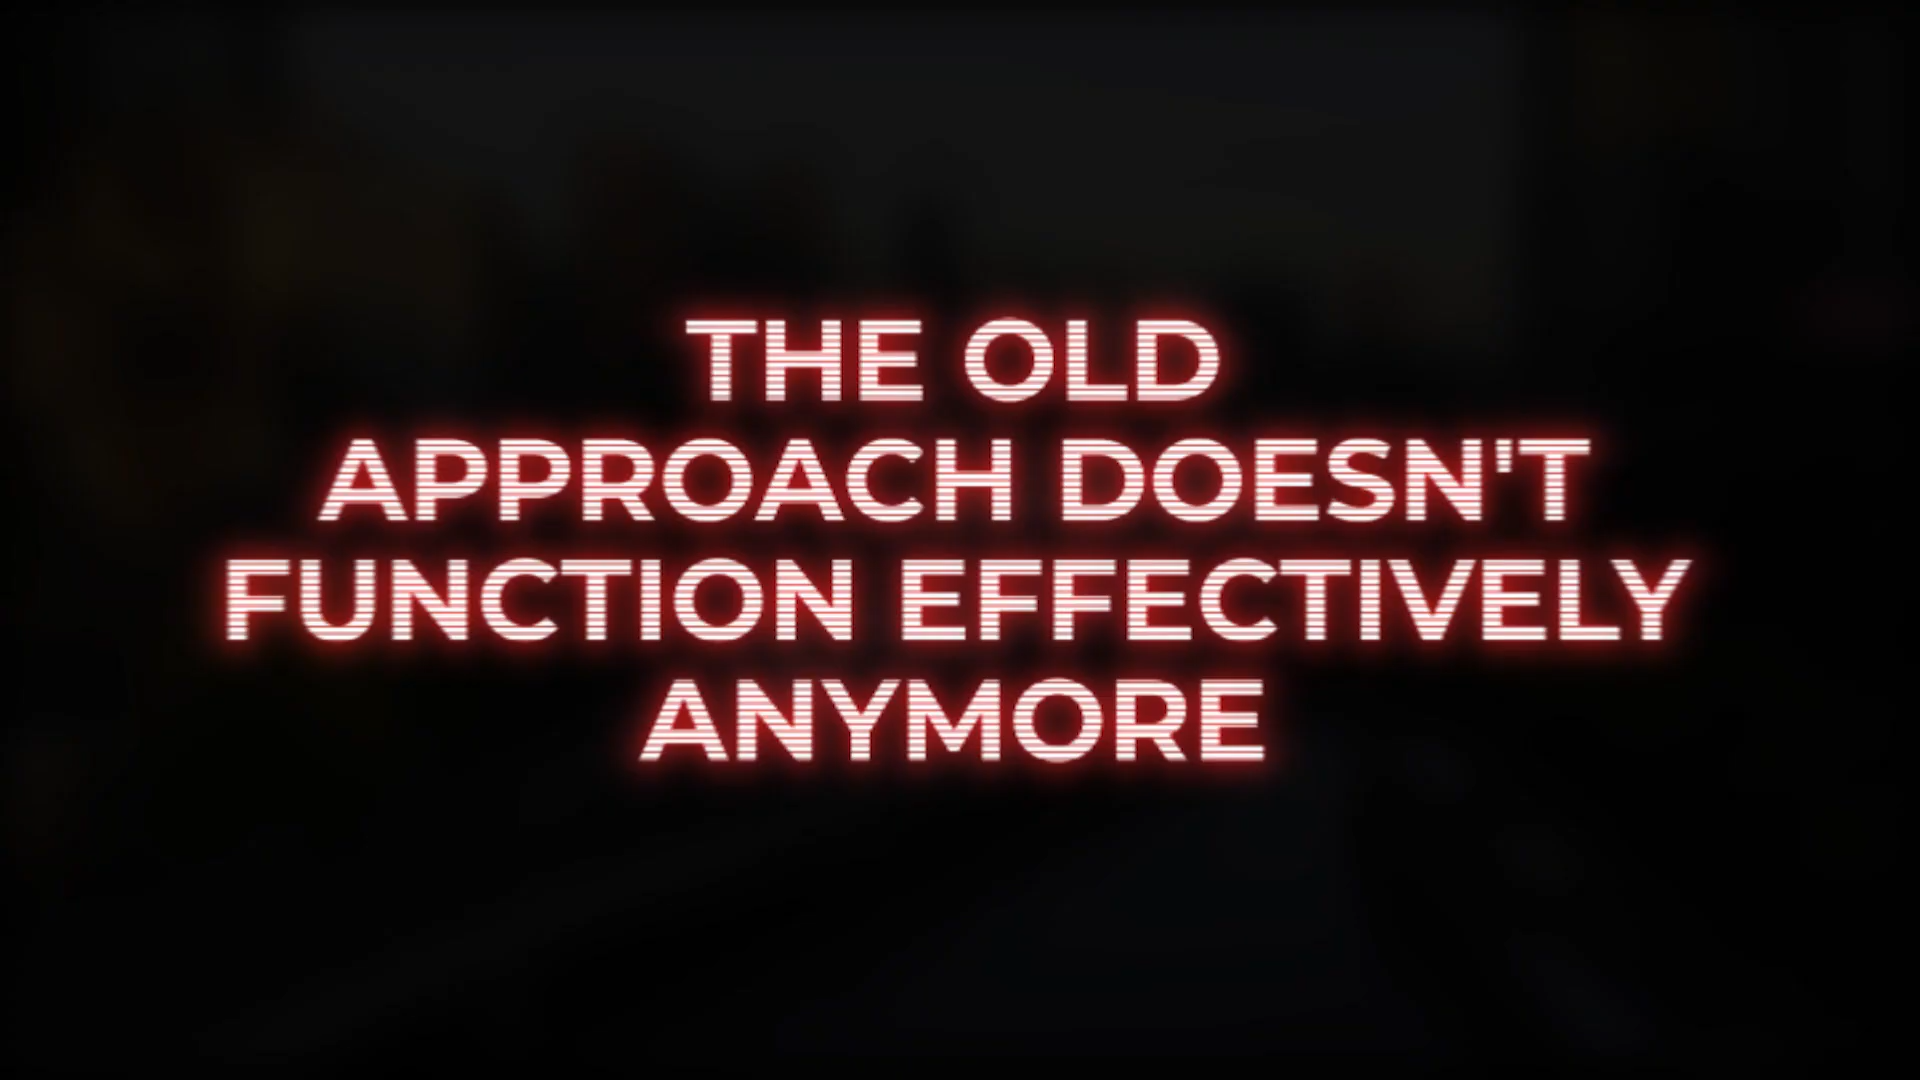 THE OLD
APPROACH DOESN'T
FUNCTION EFFECTIVELY
ANYMORE